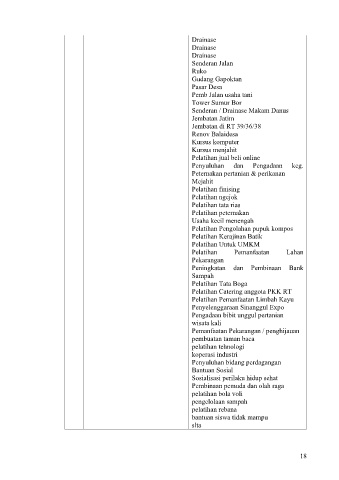 Drainase
Drainase
Drainase
Senderan Jalan
Ruko
Gudang Gapoktan
Pasar Desa
Pemb Jalan usaha tani
Tower Sumur Bor
Senderan / Drainase Makam Danas
Jembatan Jatim
Jembatan di RT 39/36/38
Renov Balaidesa
Kursus komputer
Kursus menjahit
Pelatihan jual beli online
Penyuluhan dan Pengadaan keg.
Peternakan pertanian & perikanan
Mejahit
Pelatihan finising
Pelatihan ngejok
Pelatihan tata rias
Pelatihan peternakan
Usaha kecil menengah
Pelatihan Pengolahan pupuk kompos
Pelatihan Kerajinan Batik
Pelatihan Untuk UMKM
Pelatihan Pemanfaatan Lahan
Pekarangan
Peningkatan dan Pembinaan Bank
Sampah
Pelatihan Tata Boga
Pelatihan Catering anggota PKK RT
Pelatihan Pemanfaatan Limbah Kayu
Penyelenggaraan Sinanggul Expo
Pengadaan bibit unggul pertanian
wisata kali
Pemanfaatan Pekarangan / penghijauan
pembuatan taman baca
pelatihan tehnologi
koperasi industri
Penyuluhan bidang perdagangan
Bantuan Sosial
Sosialisasi perilaku hidup sehat
Pembinaan pemuda dan olah raga
pelatihan bola voli
pengelolaan sampah
pelatihan rebana
bantuan siswa tidak mampu
slta
18